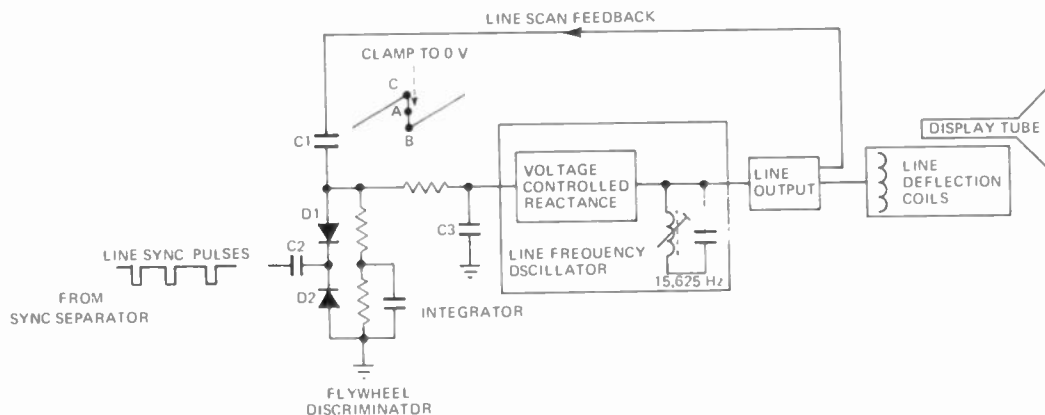 LINE SCAN FEEDBACK
CLAMP TO 0 V
C
A
B
C1
DISPLAY TUBE
VOLTAGE
CONTROLLED
REACTANCE
LINE
OUTPUT
LINE
DEFLECTION
COILS
D1
C3
LINE SYNC PULSES
C2
LINE FREQUENCY
OSCILLATOR
15,625 Hz
FROM
SYNC SEPARATOR
D2
INTEGRATOR
FLYWHEEL
DISCRIMINATOR